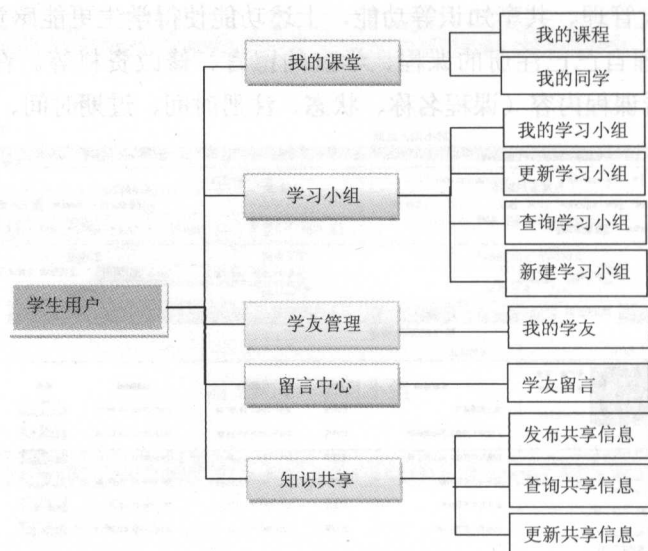 学生用户
我的课堂
我的课程
我的同学
学习小组
我的学习小组
更新学习小组
查询学习小组
新建学习小组
学友管理
我的学友
留言中心
学友留言
知识共享
发布共享信息
查询共享信息
更新共享信息